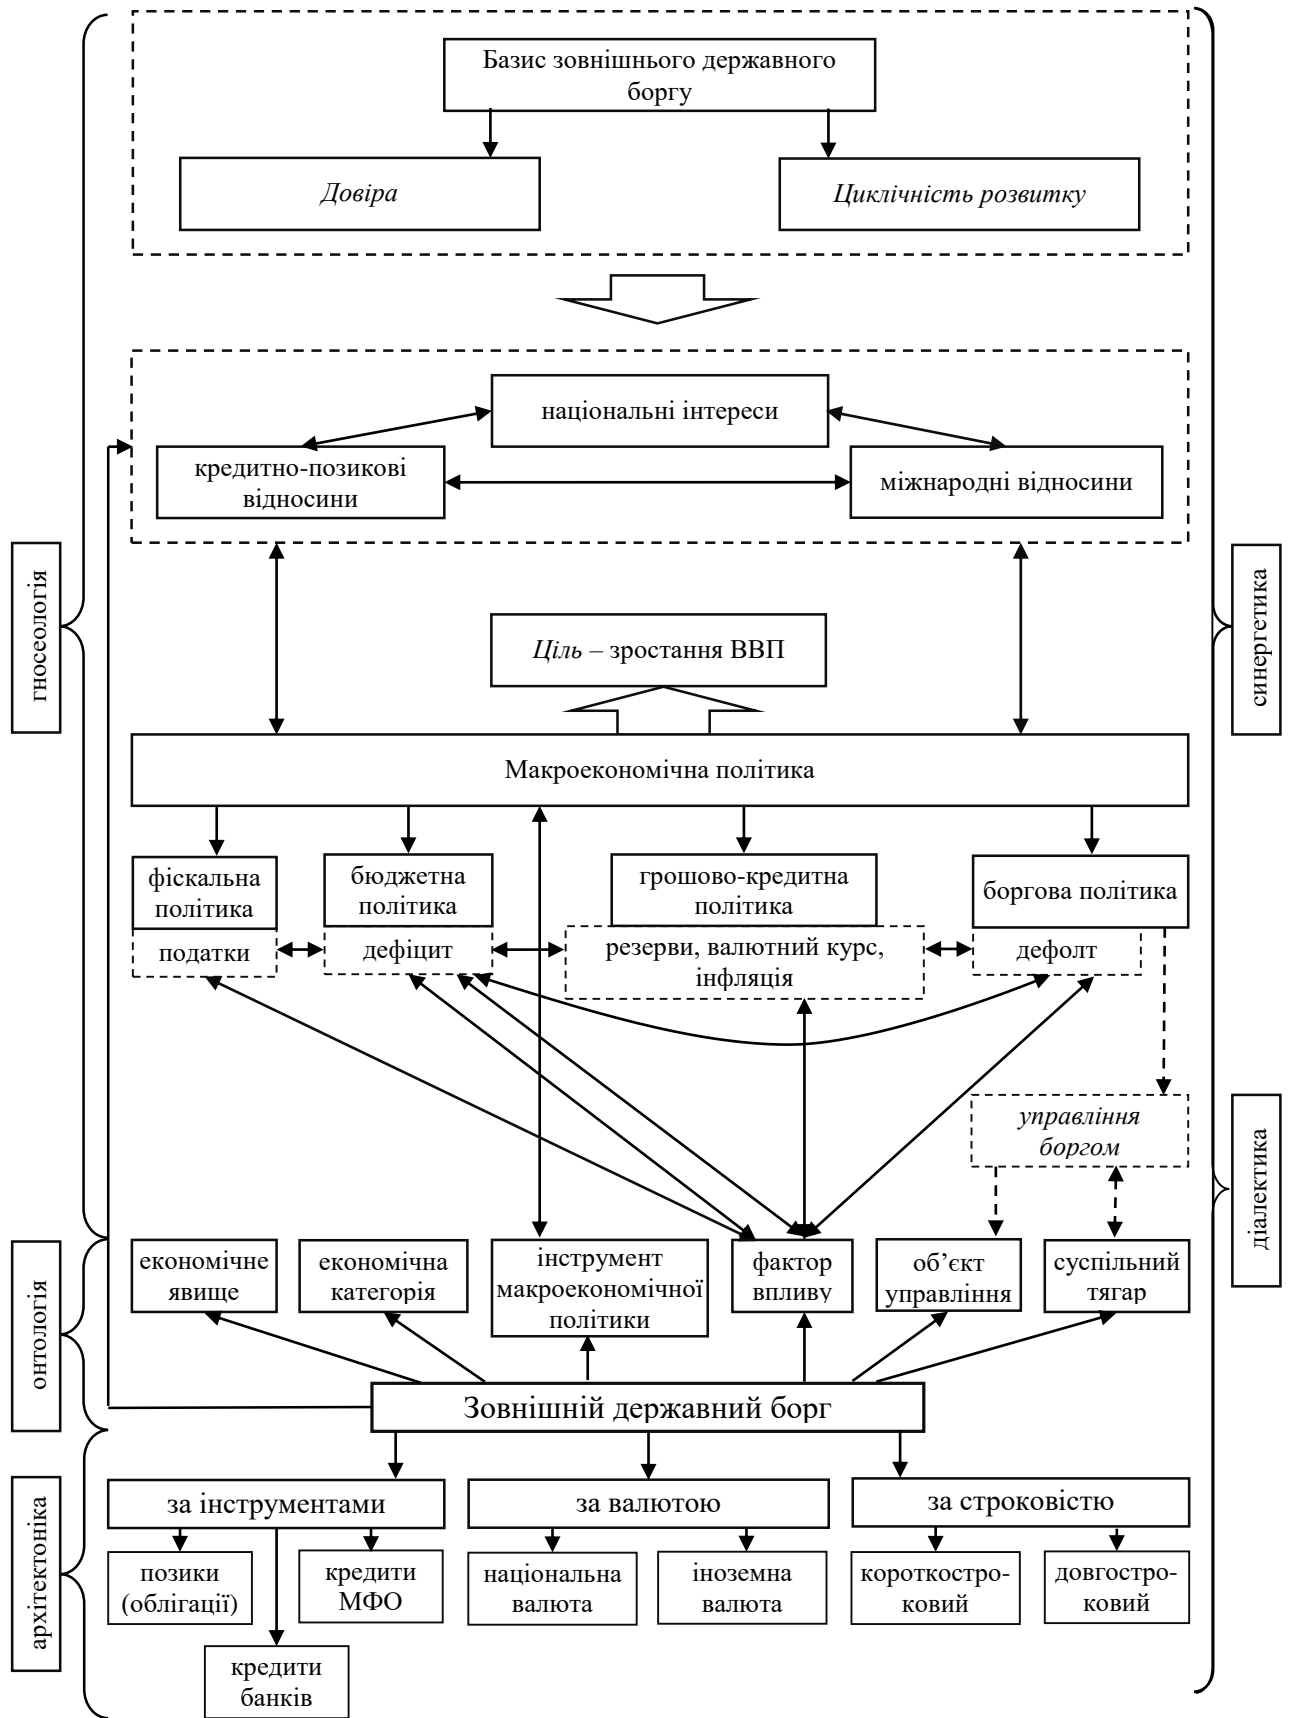 Базис зовнішнього державного
боргу
Довіра
Циклічність розвитку
національні інтереси
кредитно-позикові
відносини
міжнародні відносини
гносеологія
синергетика
Ціль – зростання ВВП
Макроекономічна політика
фіскальна
політика
бюджетна
політика
грошово-кредитна
політика
боргова політика
податки
дефіцит
резерви, валютний курс,
інфляція
дефолт
управління
боргом
діалектика
онтологія
економічне
явище
економічна
категорія
інструмент
макроекономічної
політики
фактор
впливу
об’єкт
управління
суспільний
тягар
Зовнішній державний борг
архітектоніка
за інструментами
за валютою
за строковістю
позики
(облігації)
кредити
МФО
національна
валюта
іноземна
валюта
короткостро-
ковий
довгостро-
ковий
кредити
банків